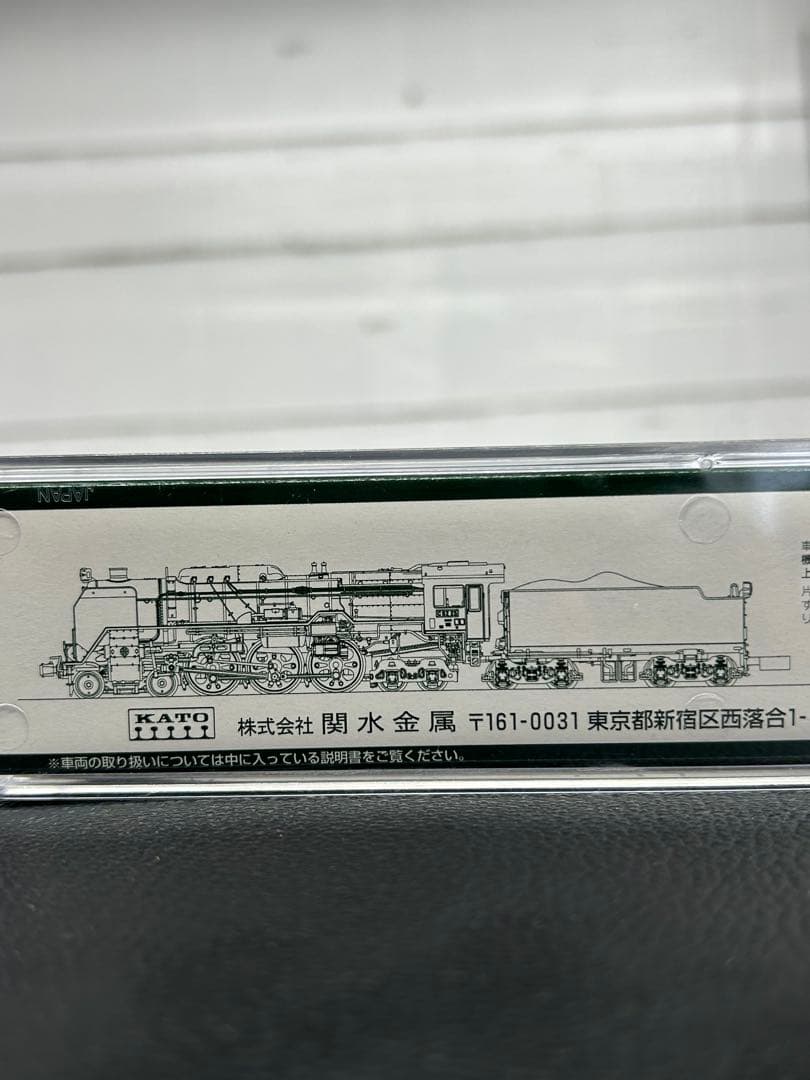 JAPAN
KATO
株式会社 関水金属 〒161-0031 東京都新宿区西落合1-
※車両の取り扱いについては中に入っている説明書をご覧ください。